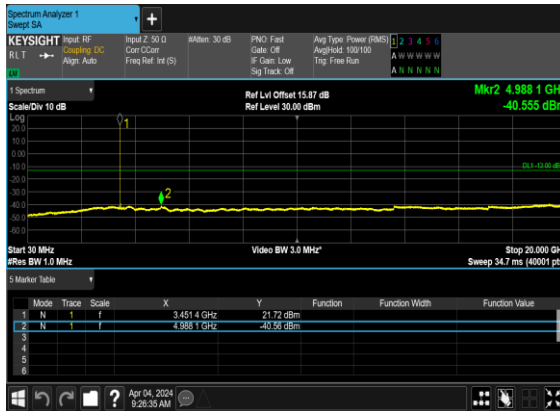 Spectrum Analyzer 1
Swept SA
KEYSIGHT Input: RF Input Z: 50 Ω #Atten: 30 dB PNO: Fast Avg Type: Power (RMS) 1 2 3 4 5 6
R L T Coupling: DC Corr CCorr Gate: Off Avg|Hold: 100/100 A W W W W W
Align: Auto Freq Ref: Int (S) IF Gain: Low Trig: Free Run
Sig Track: Off A N N N N N
1 Spectrum
Ref Lvl Offset 15.87 dB Mkr2 4.988 1 GH
Scale/Div 10 dB Ref Level 30.00 dBm -40.555 dB
Log
20.0
10.0
0.00
-10.0
DL1 -13.00 dB
-20.0
-30.0
-40.0
-50.0
-60.0
1
2
Start 30 MHz Video BW 3.0 MHz* Stop 20.000 GH
#Res BW 1.0 MHz Sweep 34.7 ms (40001 pt
5 Marker Table
Mode Trace Scale X Y Function Function Width Function Value
1 N 1 f 3.451 4 GHz 21.72 dBm
2 N 1 f 4.988 1 GHz -40.56 dBm
3
4
5
6
? Apr 04, 2024
9:26:35 AM